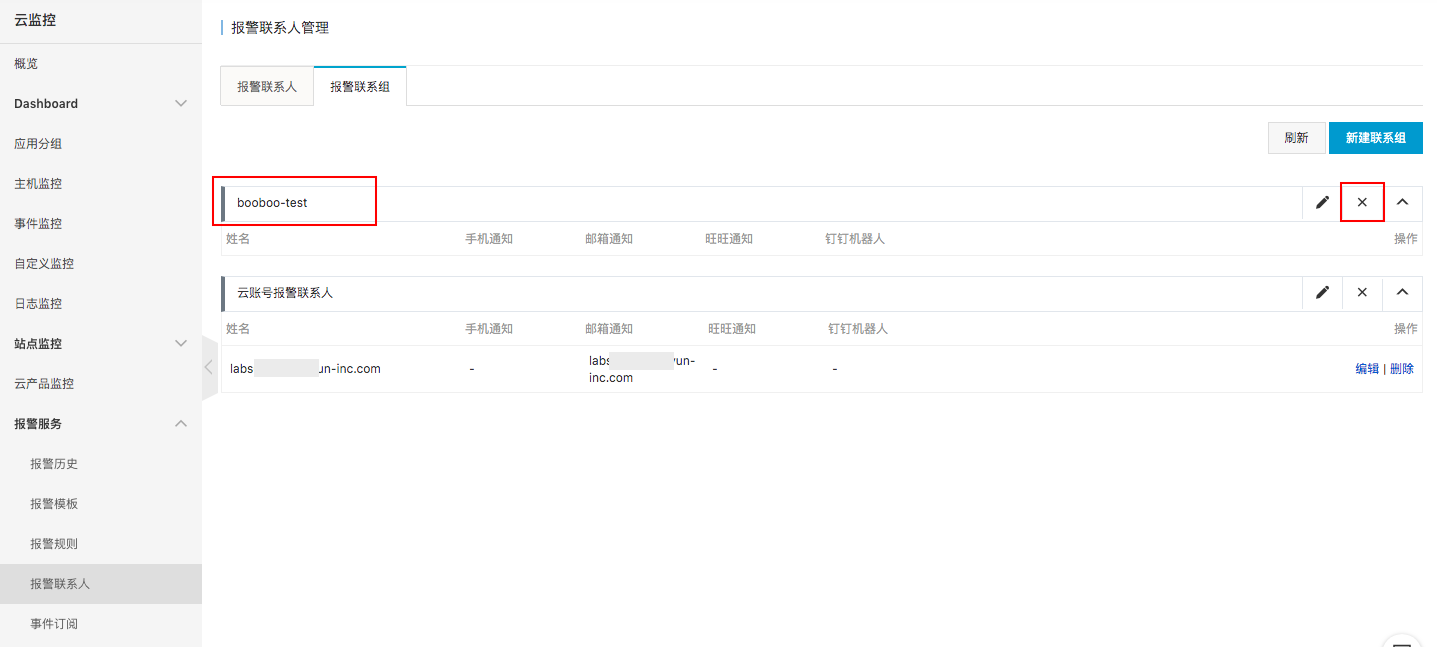 云监控
概览
Dashboard
应用分组
主机监控
事件监控
自定义监控
日志监控
站点监控
云产品监控
报警服务
报警历史
报警模板
报警规则
报警联系人
事件订阅
报警联系人管理
报警联系人 报警联系组
刷新 新建联系组
booboo-test
姓名 手机通知 邮箱通知 旺旺通知 钉钉机器人 操作
云账号报警联系人
姓名 手机通知 邮箱通知 旺旺通知 钉钉机器人 操作
labs un-inc.com - labs un- - - 编辑 | 删除
inc.com